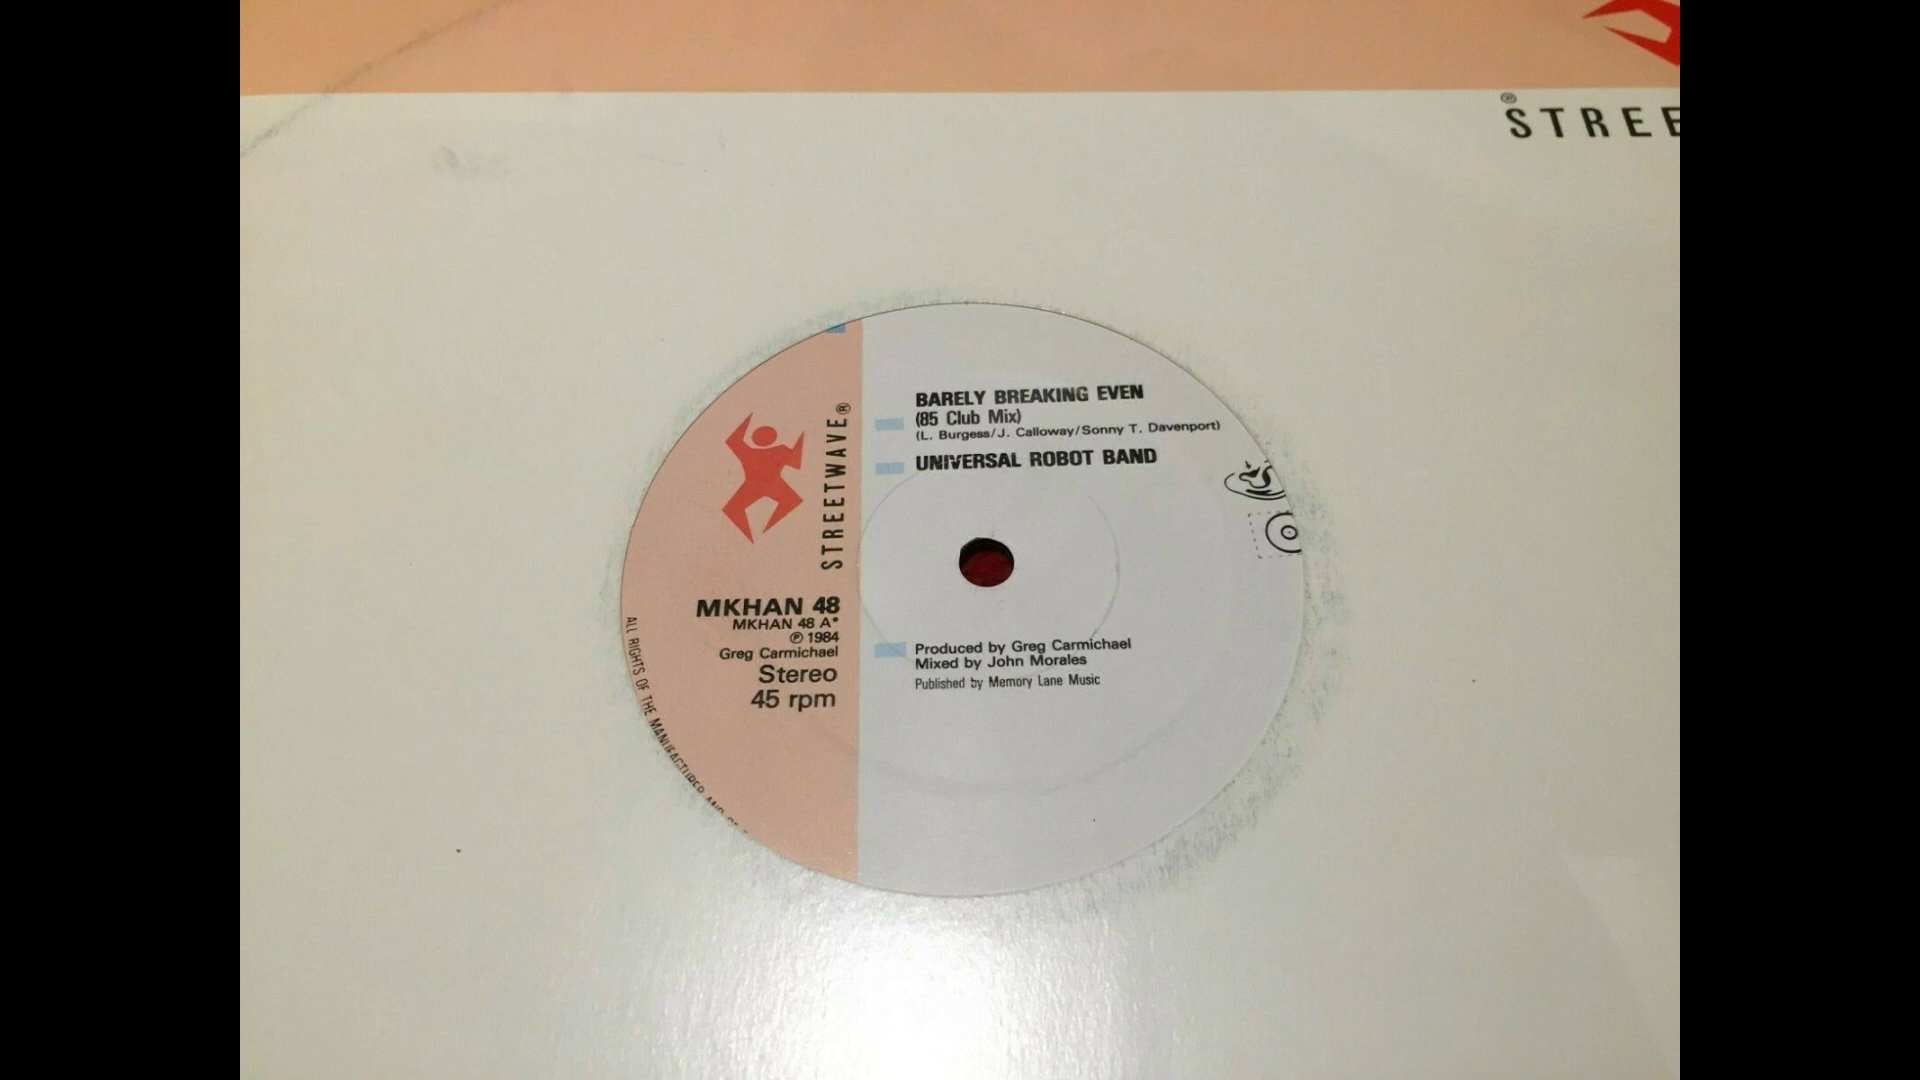 ® STREE
BARELY BREAKING EVEN
(85 Club Mix)
(L. Burgess/J. Calloway/Sonny T. Davenport)
UNIVERSAL ROBOT BAND
STREETWAVE®
MKHAN 48
MKHAN 48 A*
℗ 1984
Greg Carmichael
Stereo
45 rpm
Produced by Greg Carmichael
Mixed by John Morales
Published by Memory Lane Music
ALL RIGHTS OF THE MANUFACTURER AND OF